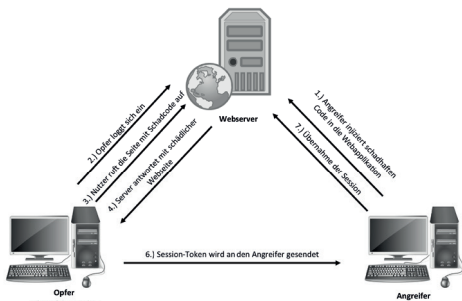 Webserver
1.) Angreifer injiziert schadhaften
Code in die Webapplikation
2.) Opfer loggt sich ein
3.) Nutzer ruft die Seite mit Schadcode auf
4.) Server antwortet mit schädlicher
Webseite
7.) Übernahme der Session
6.) Session-Token wird an den Angreifer gesendet
Opfer
Angreifer